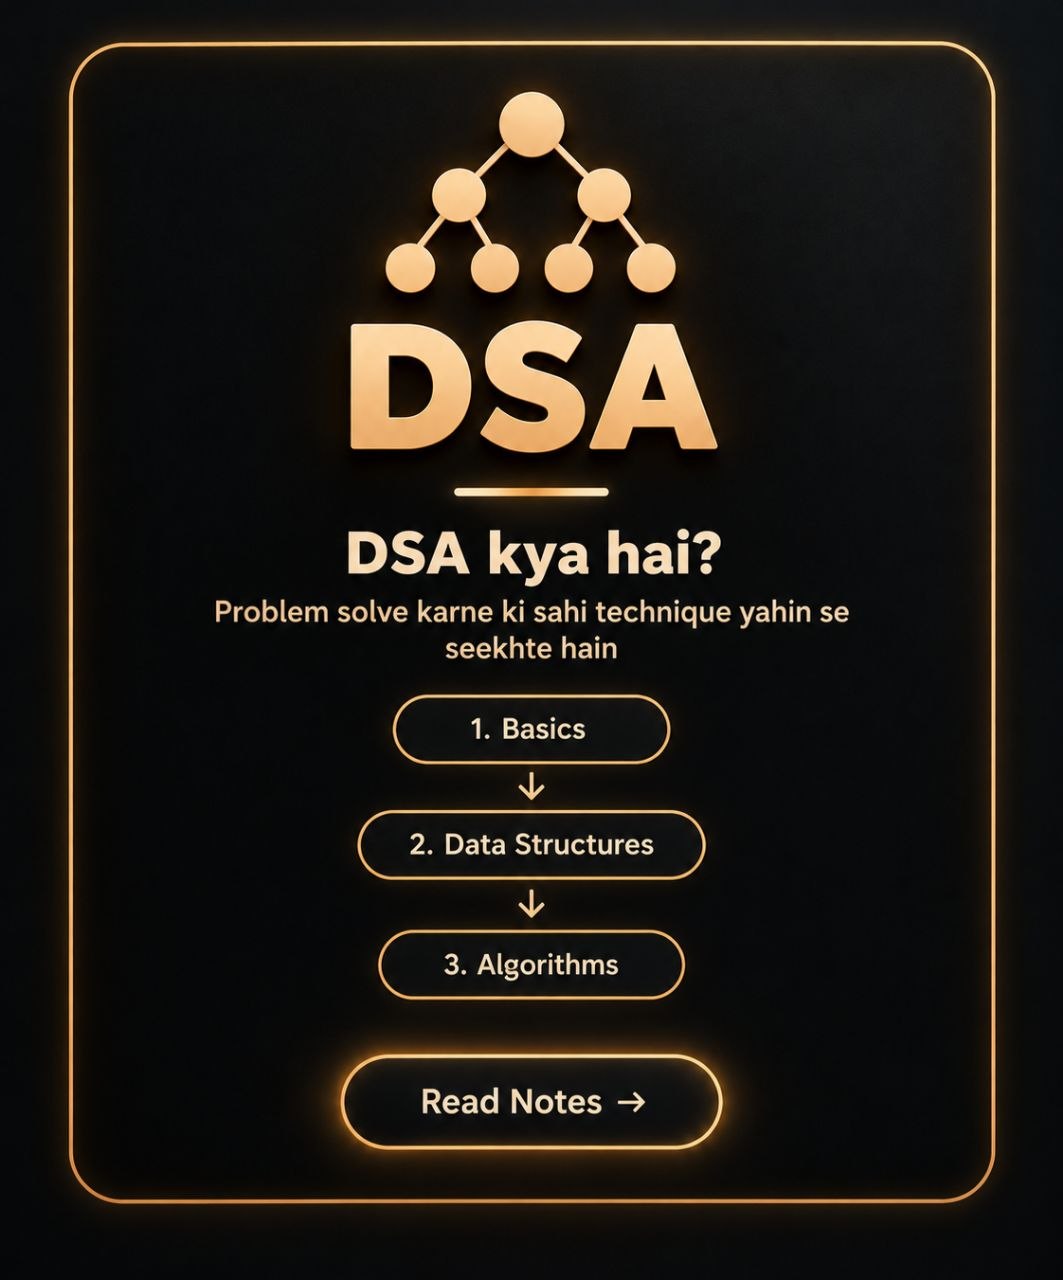 DSA
DSA kya hai?
Problem solve karne ki sahi technique yahin se
seekhte hain
1. Basics
↓
2. Data Structures
↓
3. Algorithms
Read Notes →